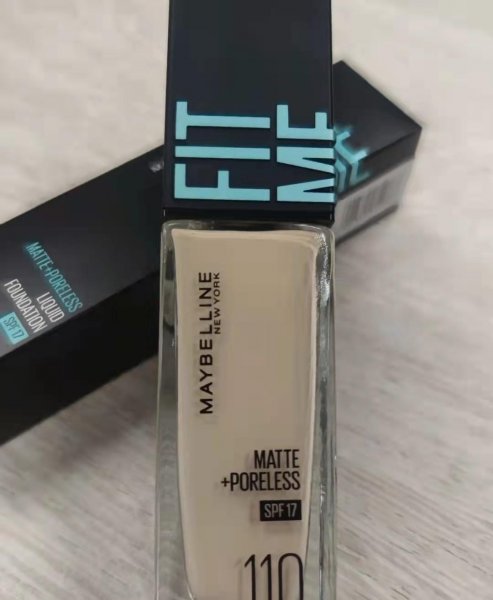 FIT
ME
MAYBELLINE
NEW YORK
MATTE
+PORELESS
SPF 17
110
MATTE+PORELESS
LIQUID
FOUNDATION
SPF 17